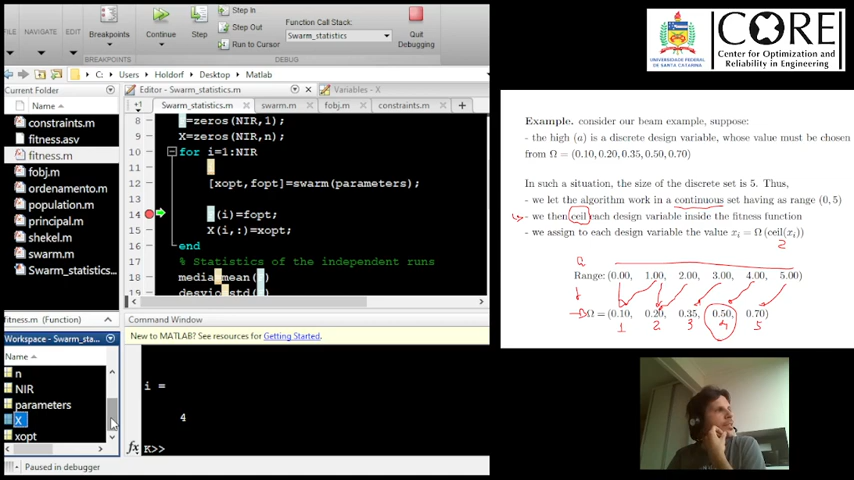 FILE
NAVIGATE
EDIT
Breakpoints
BREAKPOINTS
Continue
Step
Step In
Step Out
Run to Cursor
Function Call Stack:
Swarm_statistics
DEBUG
Quit
Debugging
C: Users Holdorf Desktop Matlab
Current Folder
Name
constraints.m
fitness.asv
fitness.m
fobj.m
ordenamento.m
populacao.m
principal.m
shekel.m
swarm.m
Swarm_statistics.m
fitness.m (Function)
Workspace - Swarm_sta...
Name
n
NIR
parameters
X
xopt
Paused in debugger
Editor - Swarm_statistics.m
Variables - X
+1 Swarm_statistics.m swarm.m fobj.m constraints.m
8 =zeros(NIR,1);
9 X=zeros(NIR,n);
10 for i=1:NIR
11
12 [xopt,fopt]=swarm(parameters);
13
14 (i)=fopt;
15 X(i,:)=xopt;
16 end
17 % Statistics of the independent runs
18 media mean( )
19
Command Window
New to MATLAB? See resources for Getting Started.
i =
4
K>>
UNIVERSIDADE FEDERAL
DE SANTA CATARINA
CORE
Center for Optimization and
Reliability in Engineering
Example. consider our beam example, suppose:
- the high (a) is a discrete design variable, whose value must be chosen
from Ω = (0.10, 0.20, 0.35, 0.50, 0.70)
In such a situation, the size of the discrete set is 5. Thus,
- we let the algorithm work in a continuous set having as range (0, 5)
- we then ceil each design variable inside the fitness function
- we assign to each design variable the value xi = Ω (ceil(xi))
2
Range: (0.00, 1.00, 2.00, 3.00, 4.00, 5.00)
Ω = (0.10, 0.20, 0.35, 0.50, 0.70)
1 2 3 4 5